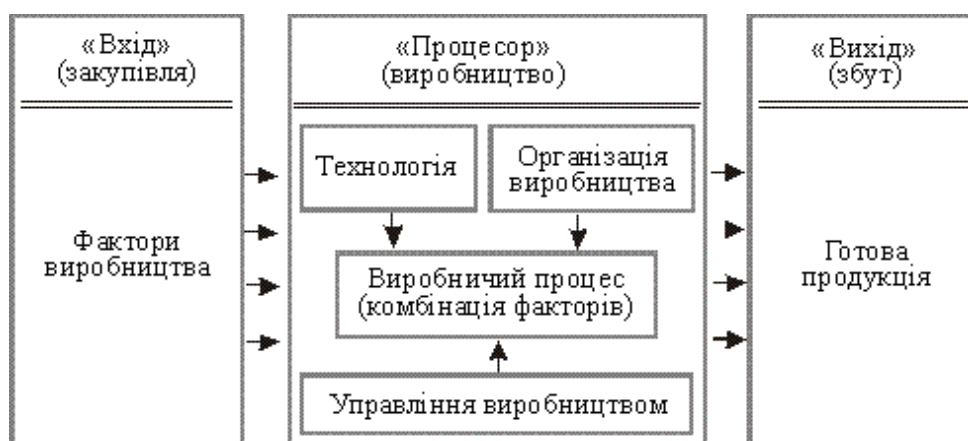 «Вхід»
(закупівля)
Фактори
виробництва
«Процесор»
(виробництво)
Технологія
Організація
виробництва
Виробничий процес
(комбінація факторів)
Управління виробництвом
«Вихід»
(збут)
Готова
продукція